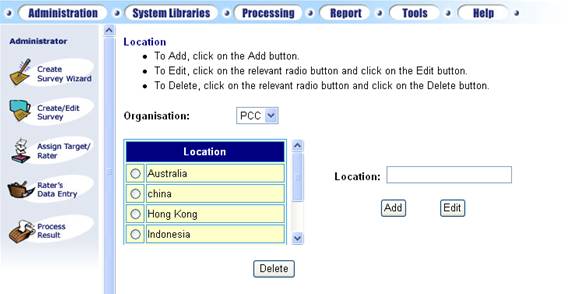 Administration System Libraries Processing Report Tools Help
Administrator
Create
Survey Wizard
Create/Edit
Survey
Assign Target/
Rater
Rater's
Data Entry
Process
Result
Location
• To Add, click on the Add button.
• To Edit, click on the relevant radio button and click on the Edit button.
• To Delete, click on the relevant radio button and click on the Delete button.
Organisation: PCC
Location
Australia
china
Hong Kong
Indonesia
Location:
Add Edit
Delete